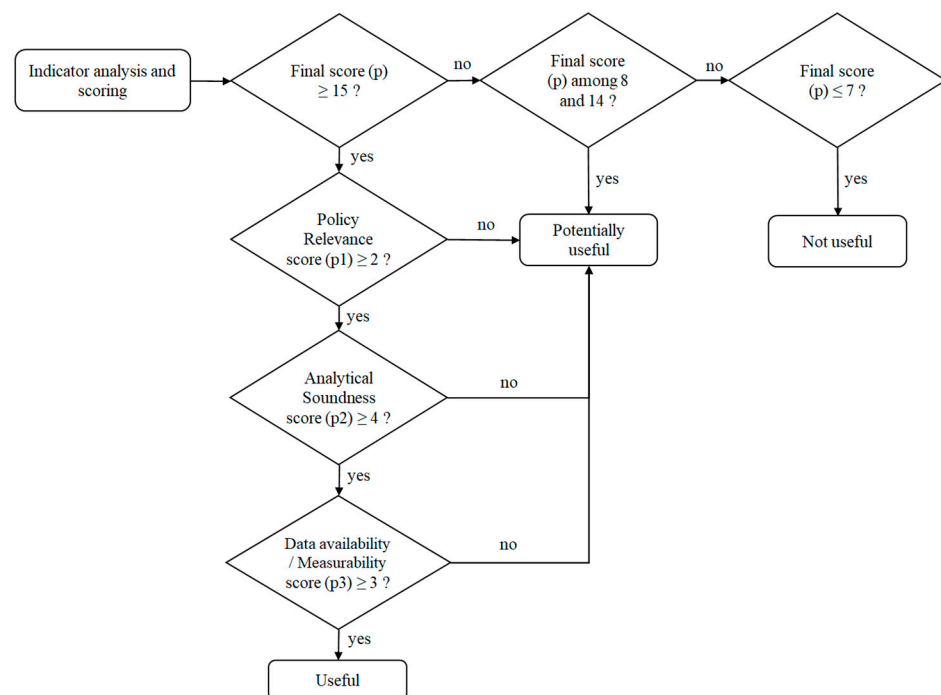 Indicator analysis and
scoring
Final score (p)
≥ 15 ?
no
Final score
(p) among 8
and 14 ?
no
Final score
(p) ≤ 7 ?
yes
yes
yes
Policy
Relevance
score (p1) ≥ 2 ?
no
Potentially
useful
Not useful
yes
Analytical
Soundness
score (p2) ≥ 4 ?
no
yes
Data availability
/ Measurability
score (p3) ≥ 3 ?
no
yes
Useful